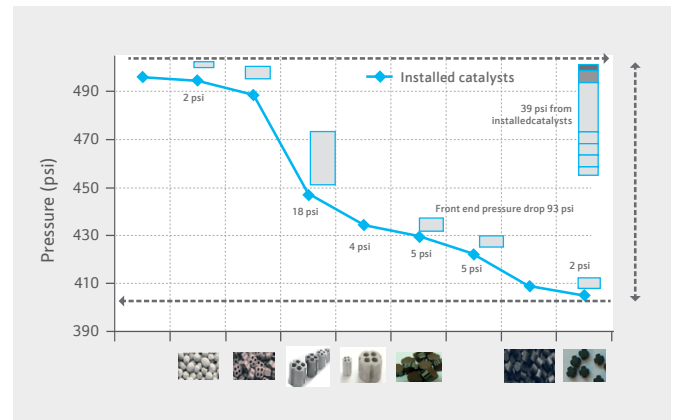 490
470
450
430
410
390
Pressure (psi)
Installed catalysts
2 psi
39 psi from
installedcatalysts
18 psi
Front end pressure drop 93 psi
4 psi
5 psi
5 psi
2 psi